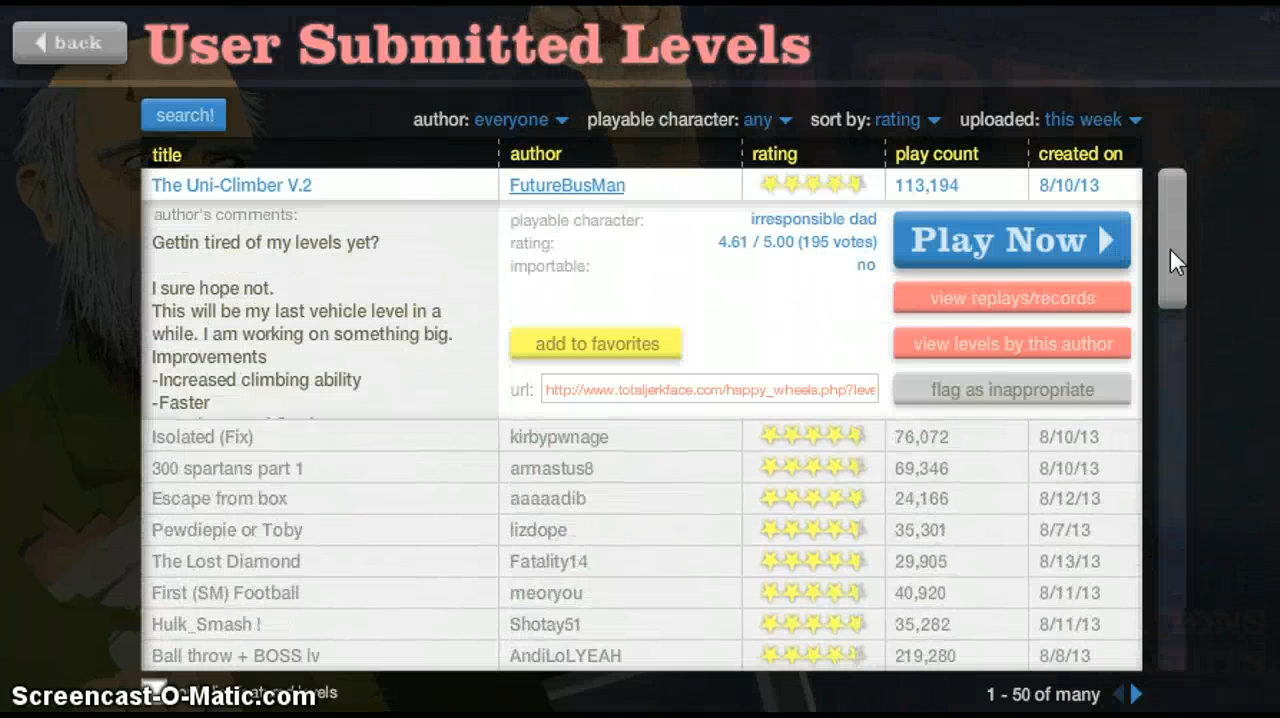 back
User Submitted Levels
search!
author: everyone playable character: any sort by: rating uploaded: this week
title author rating play count created on
The Uni-Climber V.2 FutureBusMan 113,194 8/10/13
author's comments:
Gettin tired of my levels yet?
I sure hope not.
This will be my last vehicle level in a
while. I am working on something big.
Improvements
-Increased climbing ability
-Faster
playable character: irresponsible dad
rating: 4.61 / 5.00 (195 votes)
importable: no
add to favorites
url: http://www.totaljerkface.com/happy_wheels.php?leve
Play Now
view replays/records
view levels by this author
flag as inappropriate
Isolated (Fix) kirbypwnage 76,072 8/10/13
300 spartans part 1 armastus8 69,346 8/10/13
Escape from box aaaaadib 24,166 8/12/13
Pewdiepie or Toby lizdope 35,301 8/7/13
The Lost Diamond Fatality14 29,905 8/13/13
First (SM) Football meoryou 40,920 8/11/13
Hulk_Smash ! Shotay51 35,282 8/11/13
Ball throw + BOSS lv AndiLoLYEAH 219,280 8/8/13
levels
Screencast-O-Matic.com
1 - 50 of many